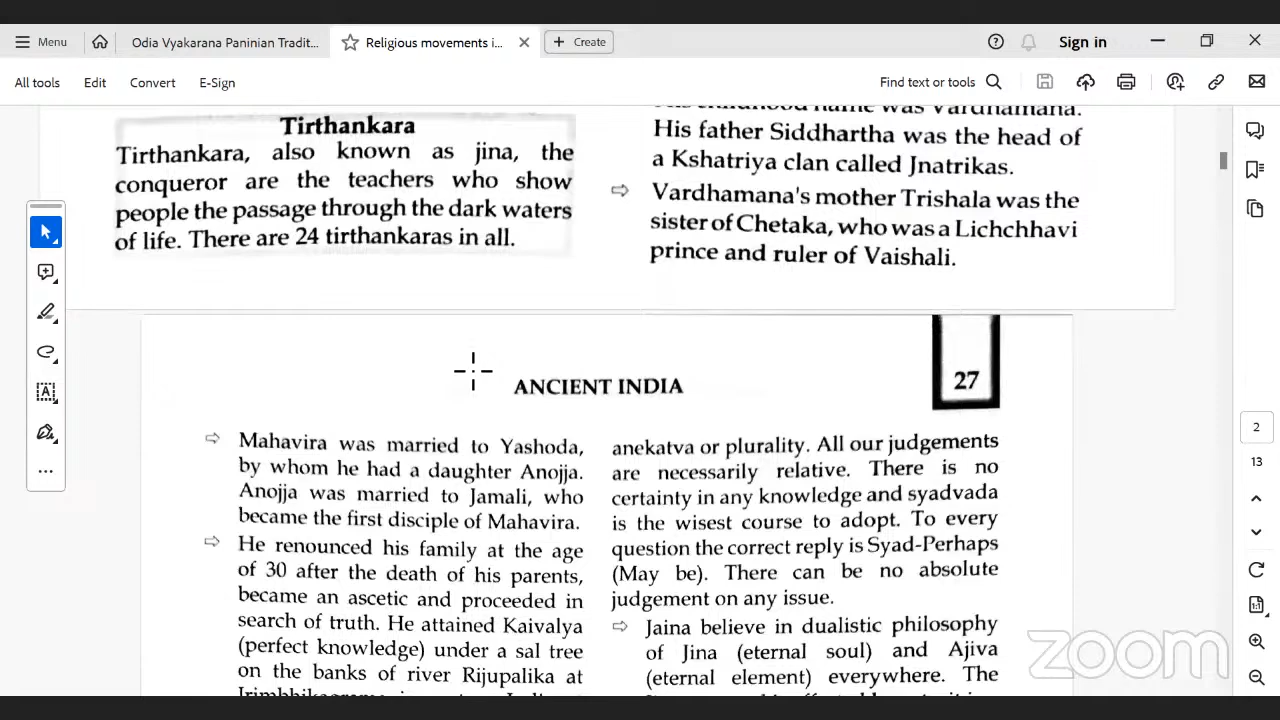 Menu
Odia Vyakarana Paninian Tradit...
Religious movements i...
Create
Sign in
All tools
Edit
Convert
E-Sign
Find text or tools
Tirthankara
Tirthankara, also known as jina, the
conqueror are the teachers who show
people the passage through the dark waters
of life. There are 24 tirthankaras in all.
His childhood name was Vardhamana.
His father Siddhartha was the head of
a Kshatriya clan called Jnatrikas.
⇨ Vardhamana's mother Trishala was the
sister of Chetaka, who was a Lichchhavi
prince and ruler of Vaishali.
ANCIENT INDIA
27
⇨ Mahavira was married to Yashoda,
by whom he had a daughter Anojja.
Anojja was married to Jamali, who
became the first disciple of Mahavira.
⇨ He renounced his family at the age
of 30 after the death of his parents,
became an ascetic and proceeded in
search of truth. He attained Kaivalya
(perfect knowledge) under a sal tree
on the banks of river Rijupalika at
anekatva or plurality. All our judgements
are necessarily relative. There is no
certainty in any knowledge and syadvada
is the wisest course to adopt. To every
question the correct reply is Syad-Perhaps
(May be). There can be no absolute
judgement on any issue.
⇨ Jaina believe in dualistic philosophy
of Jina (eternal soul) and Ajiva
(eternal element) everywhere. The
2
13
zoom